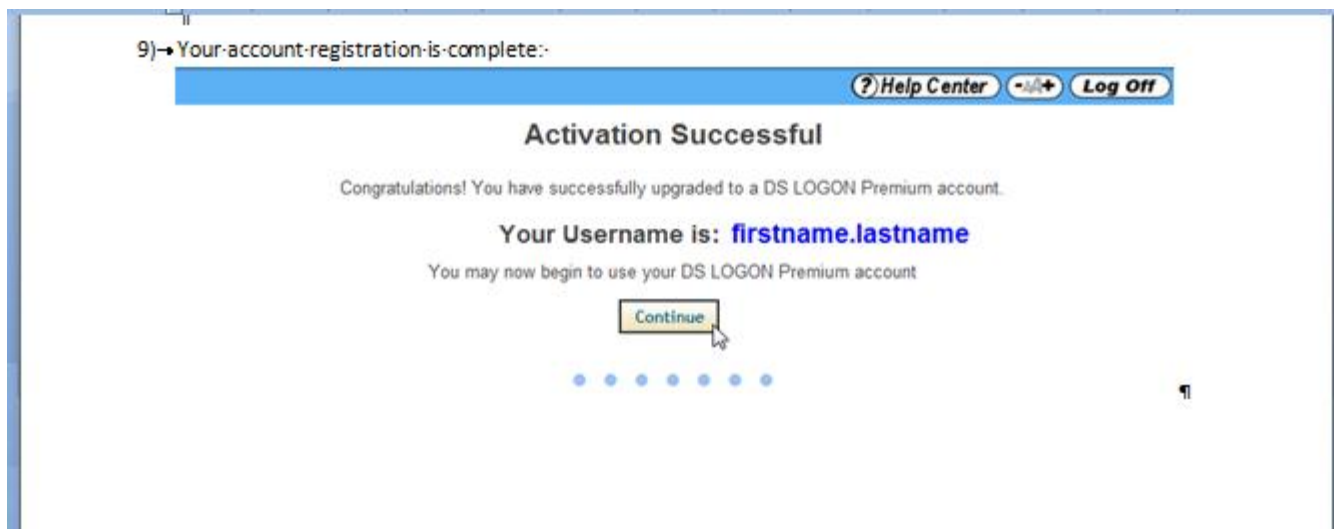 9)→Your·account·registration·is·complete:·
?Help Center -AA+ Log Off
Activation Successful
Congratulations! You have successfully upgraded to a DS LOGON Premium account.
Your Username is: firstname.lastname
You may now begin to use your DS LOGON Premium account
Continue
¶